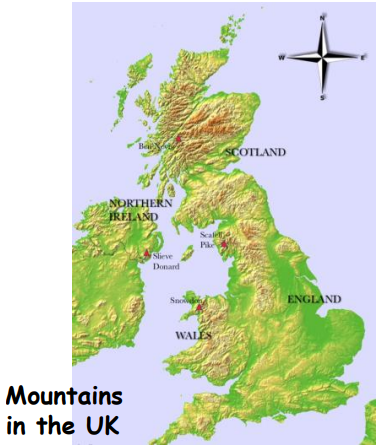 N
W E
S
Ben Nevis
SCOTLAND
NORTHERN
IRELAND
Scafell
Pike
Slieve
Donard
Snowdon
ENGLAND
WALES
Mountains
in the UK